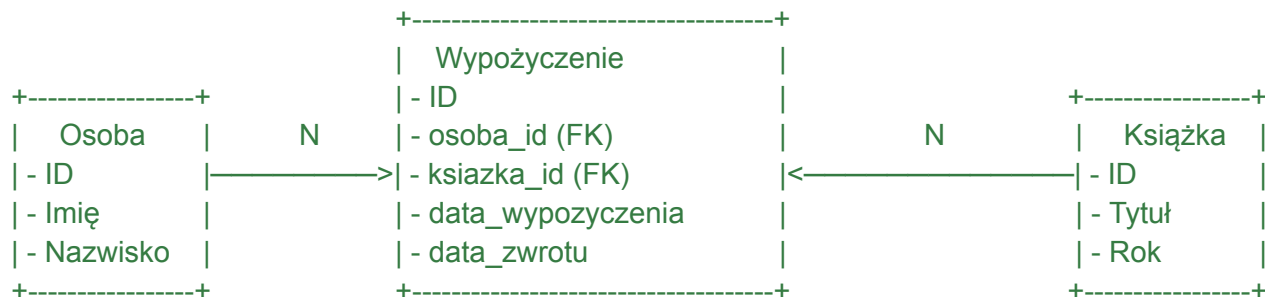 +-----------------------------------+
| Wypożyczenie |
+-----------------+ | - ID | +-----------------+
| Osoba | N | - osoba_id (FK) | N | Książka |
| - ID |──────────>| - ksiazka_id (FK) |<────────────────| - ID |
| - Imię | | - data_wypozyczenia | | - Tytuł |
| - Nazwisko | | - data_zwrotu | | - Rok |
+-----------------+ +-----------------------------------+ +-----------------+